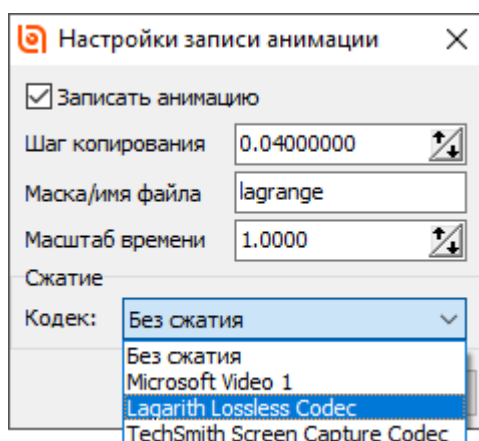 Настройки записи анимации
Записать анимацию
Шаг копирования 0.04000000
Маска/имя файла lagrange
Масштаб времени 1.0000
Сжатие
Кодек: Без сжатия
Без сжатия
Microsoft Video 1
Lagarith Lossless Codec
TechSmith Screen Capture Codec